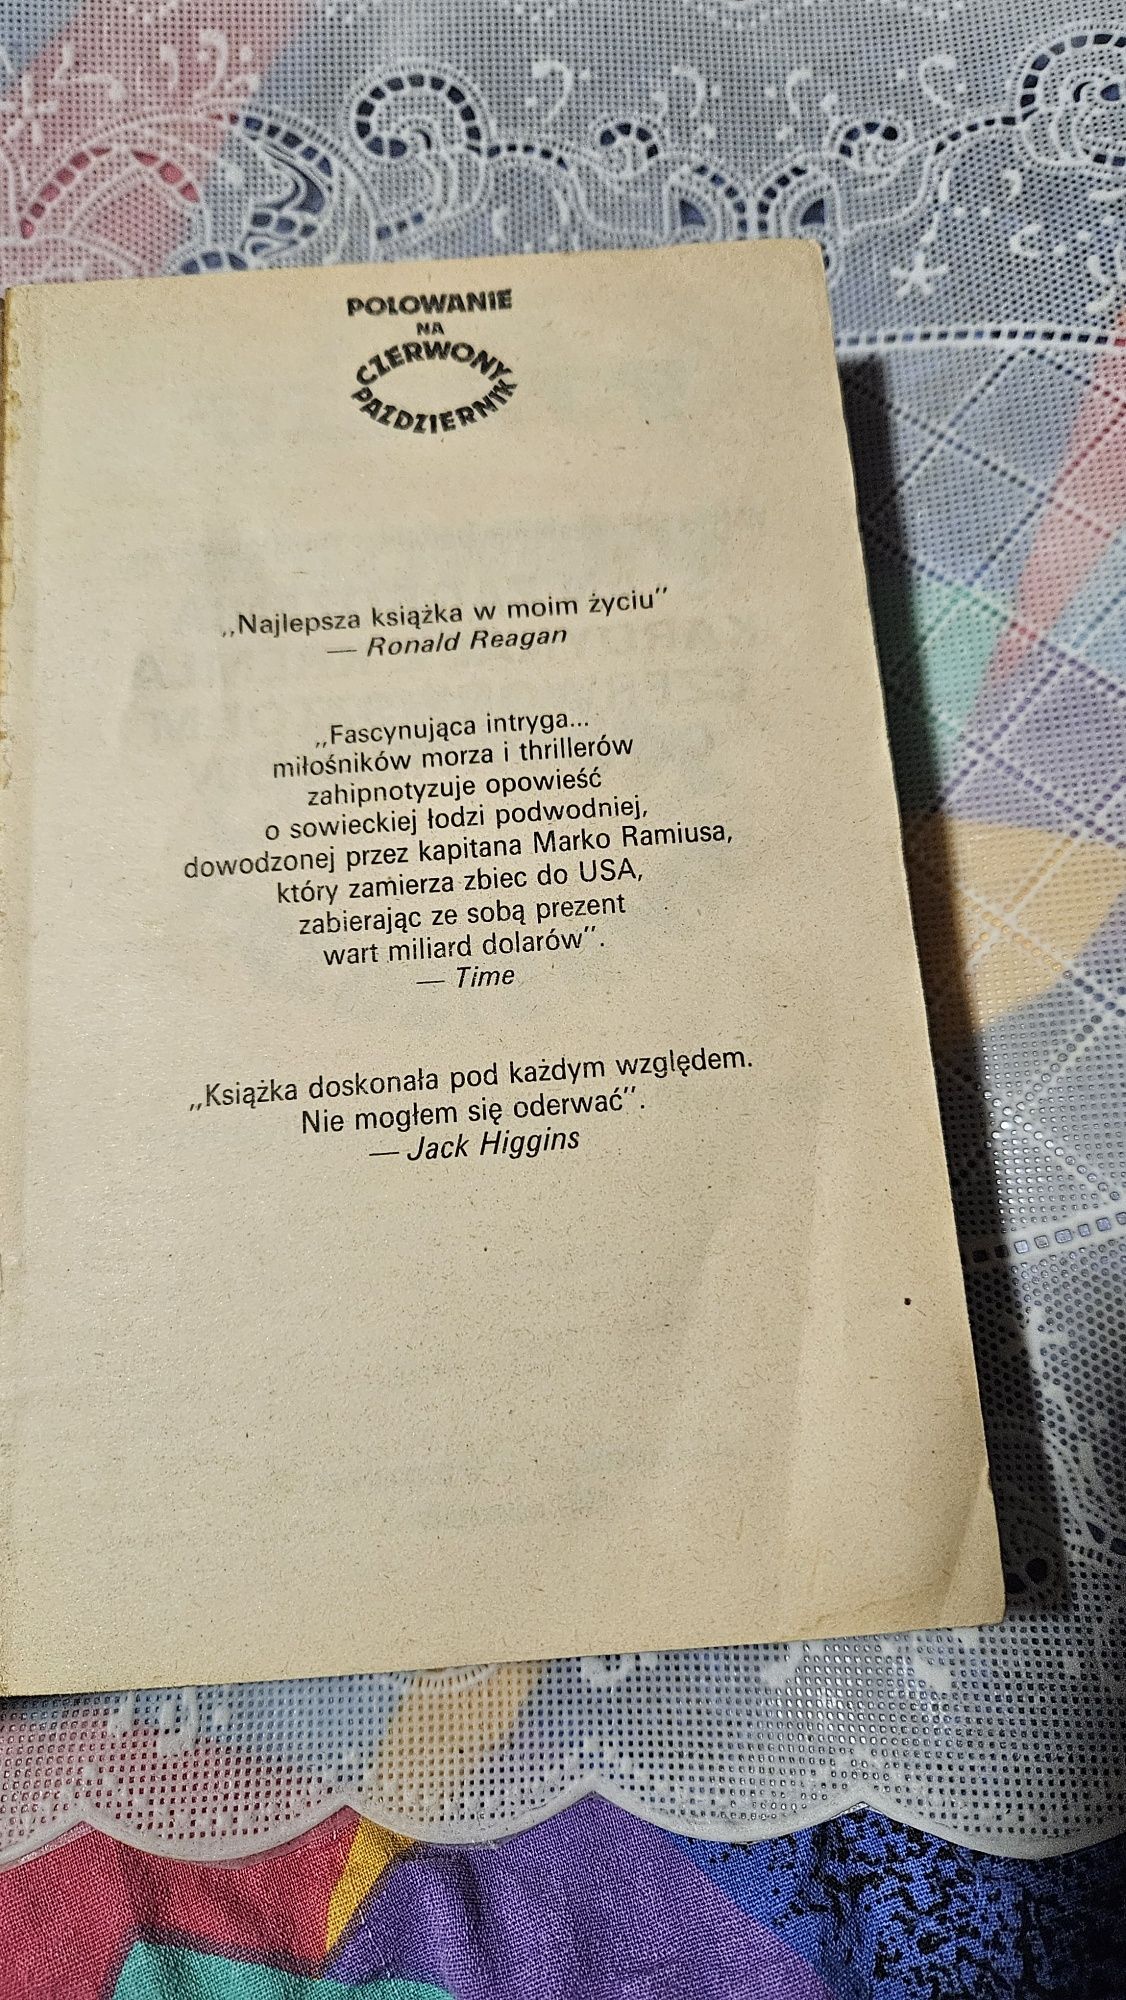 POLOWANIE
NA
CZERWONY
PAZDZIERNIK
„Najlepsza książka w moim życiu”
— Ronald Reagan
„Fascynująca intryga...
miłośników morza i thrillerów
zahipnotyzuje opowieść
o sowieckiej łodzi podwodniej,
dowodzonej przez kapitana Marko Ramiusa,
który zamierza zbiec do USA,
zabierając ze sobą prezent
wart miliard dolarów”.
— Time
„Książka doskonała pod każdym względem.
Nie mogłem się oderwać”.
— Jack Higgins